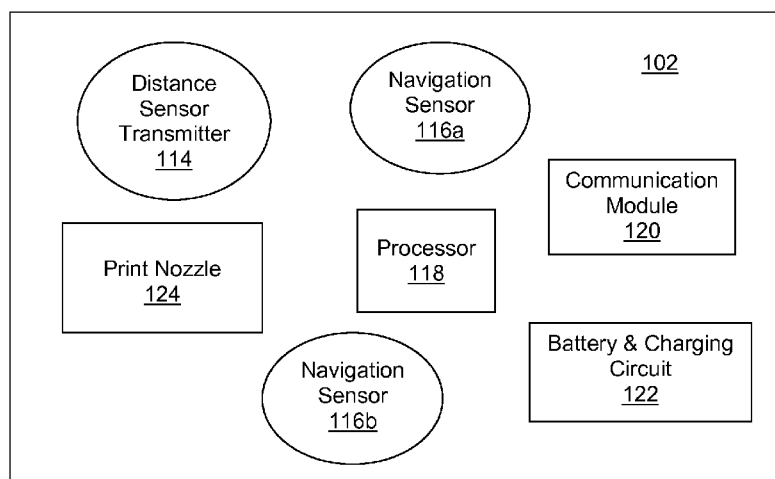 Distance
Sensor
Transmitter
114
Navigation
Sensor
116a
102
Communication
Module
120
Print Nozzle
124
Processor
118
Navigation
Sensor
116b
Battery & Charging
Circuit
122